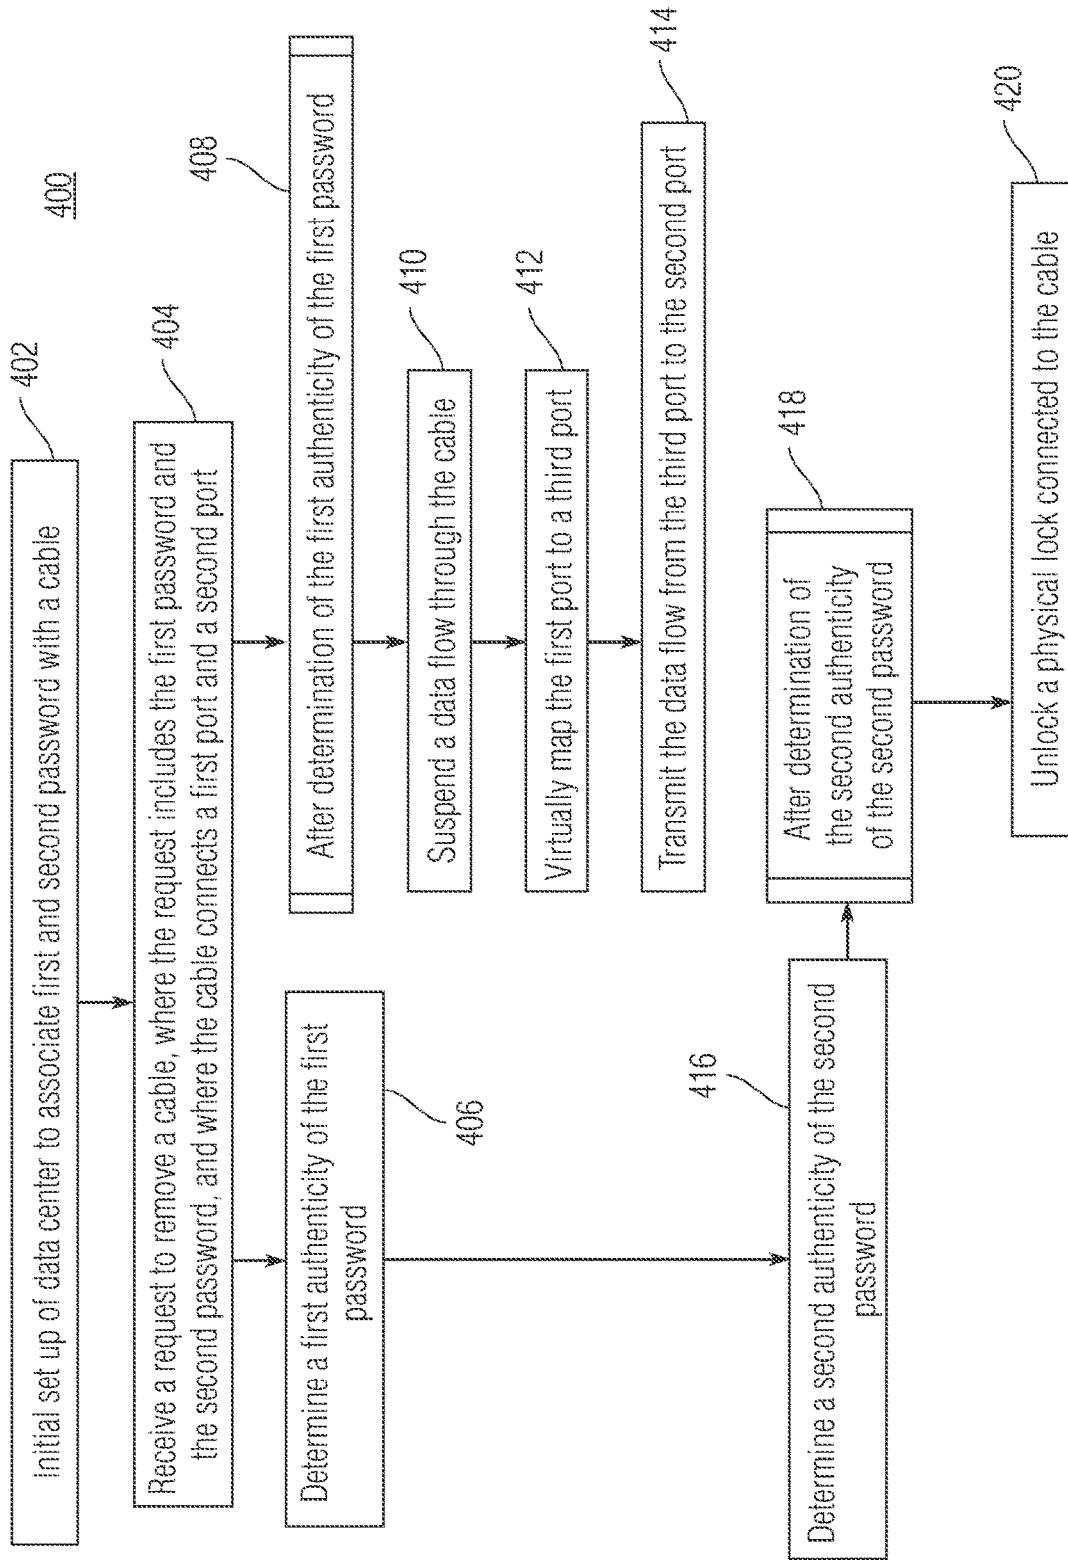 400
Initial set up of data center to associate first and second password with a cable
402
Receive a request to remove a cable, where the request includes the first password and
the second password, and where the cable connects a first port and a second port
404
Determine a first authenticity of the first
password
406
After determination of the first authenticity of the first password
408
Suspend a data flow through the cable
410
Virtually map the first port to a third port
412
Transmit the data flow from the third port to the second port
414
Determine a second authenticity of the second
password
416
After determination of
the second authenticity
of the second password
418
Unlock a physical lock connected to the cable
420